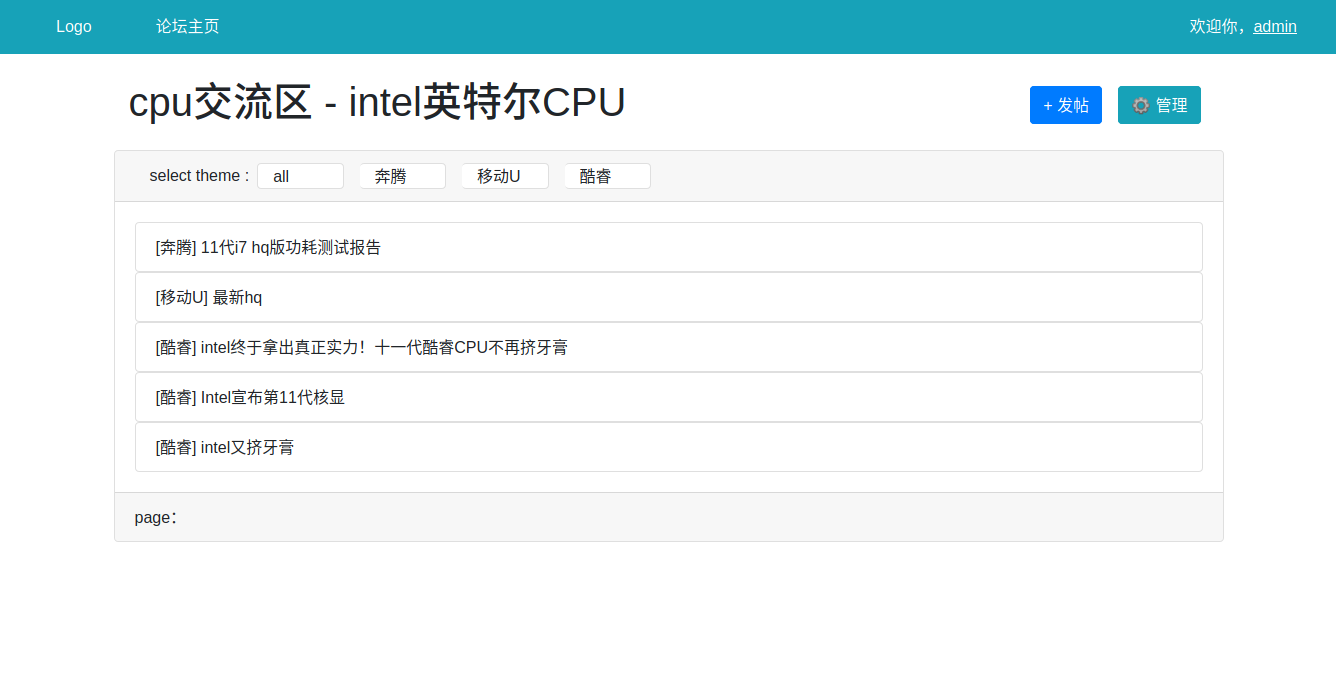 Logo 论坛主页 欢迎你，admin
cpu交流区 - intel英特尔CPU + 发帖 ⚙ 管理
select theme : all 奔腾 移动U 酷睿
[奔腾] 11代i7 hq版功耗测试报告
[移动U] 最新hq
[酷睿] intel终于拿出真正实力！十一代酷睿CPU不再挤牙膏
[酷睿] Intel宣布第11代核显
[酷睿] intel又挤牙膏
page：